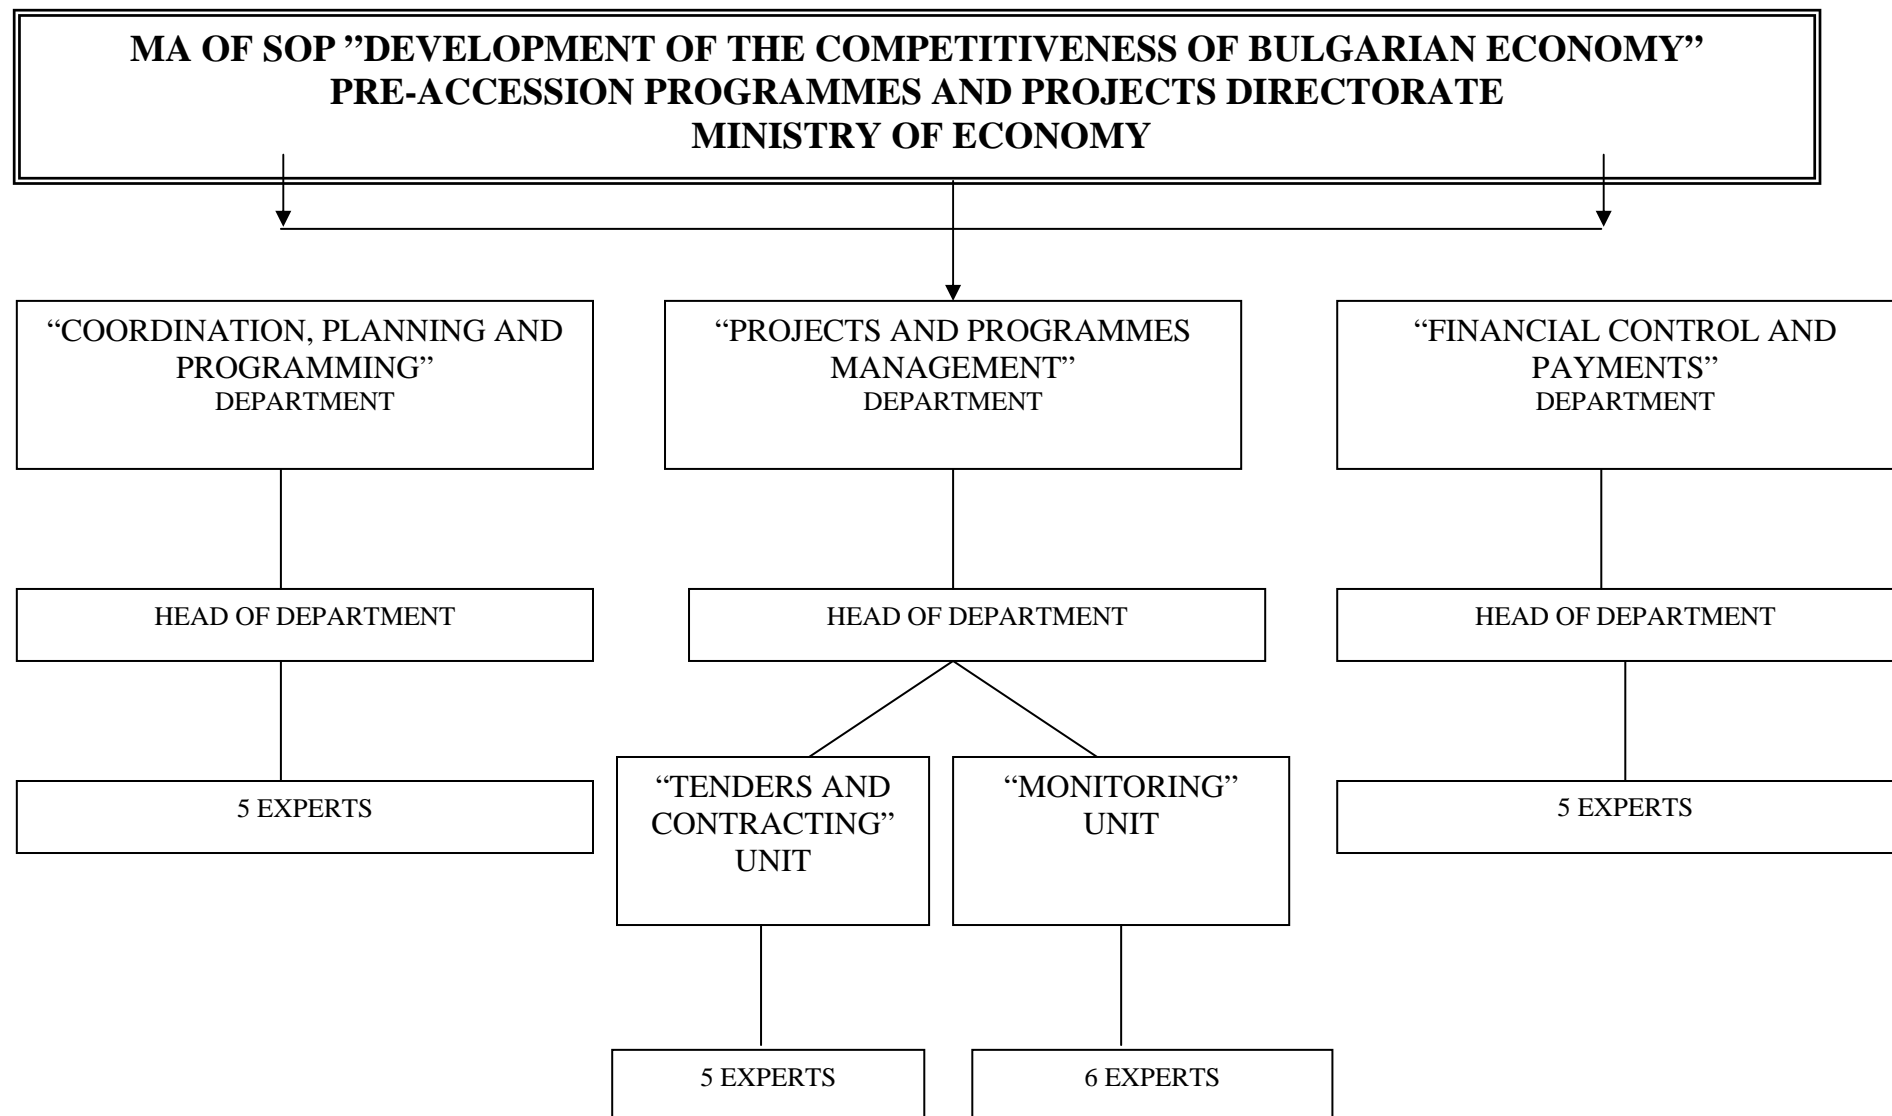 MA OF SOP ”DEVELOPMENT OF THE COMPETITIVENESS OF BULGARIAN ECONOMY”
PRE-ACCESSION PROGRAMMES AND PROJECTS DIRECTORATE
MINISTRY OF ECONOMY
“COORDINATION, PLANNING AND
PROGRAMMING”
DEPARTMENT
“PROJECTS AND PROGRAMMES
MANAGEMENT”
DEPARTMENT
“FINANCIAL CONTROL AND
PAYMENTS”
DEPARTMENT
HEAD OF DEPARTMENT
HEAD OF DEPARTMENT
HEAD OF DEPARTMENT
5 EXPERTS
“TENDERS AND
CONTRACTING”
UNIT
“MONITORING”
UNIT
5 EXPERTS
5 EXPERTS
6 EXPERTS